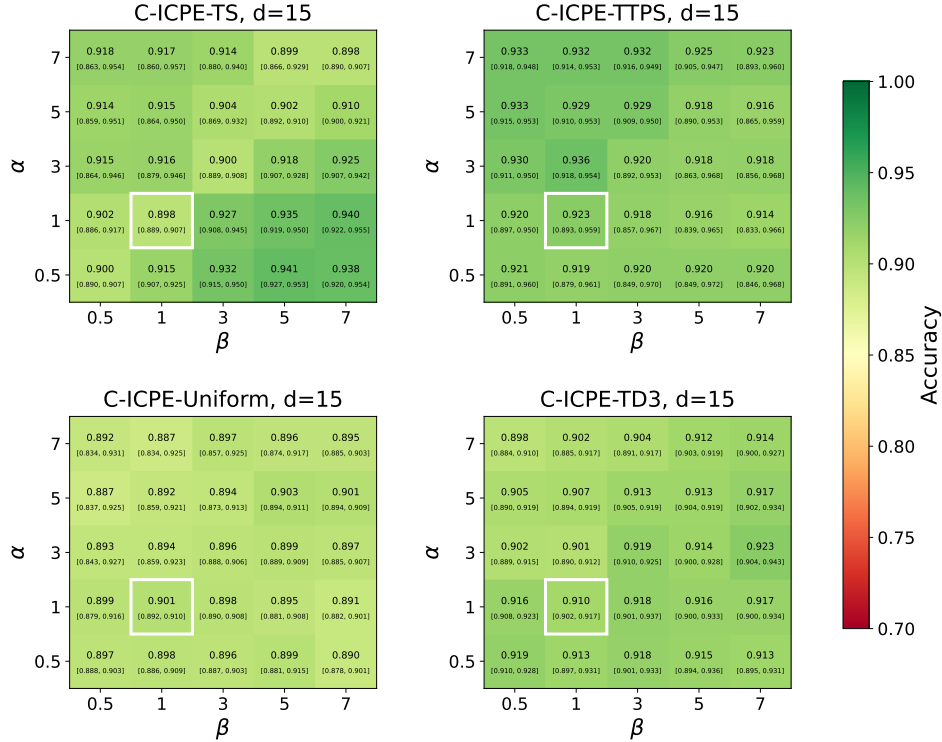 C-ICPE-TS, d=15
7 0.918 0.917 0.914 0.899 0.898
[0.863, 0.954] [0.860, 0.957] [0.880, 0.940] [0.866, 0.929] [0.890, 0.907]
5 0.914 0.915 0.904 0.902 0.910
[0.859, 0.951] [0.864, 0.950] [0.869, 0.932] [0.892, 0.910] [0.900, 0.921]
α 3 0.915 0.916 0.900 0.918 0.925
[0.864, 0.946] [0.879, 0.946] [0.889, 0.908] [0.907, 0.928] [0.907, 0.942]
1 0.902 0.898 0.927 0.935 0.940
[0.886, 0.917] [0.889, 0.907] [0.908, 0.945] [0.919, 0.950] [0.922, 0.955]
0.5 0.900 0.915 0.932 0.941 0.938
[0.890, 0.907] [0.907, 0.925] [0.915, 0.950] [0.927, 0.953] [0.920, 0.954]
0.5 1 3 5 7
β
C-ICPE-TTPS, d=15
7 0.933 0.932 0.932 0.925 0.923
[0.918, 0.948] [0.914, 0.953] [0.916, 0.949] [0.905, 0.947] [0.893, 0.960]
5 0.933 0.929 0.929 0.918 0.916
[0.915, 0.953] [0.910, 0.953] [0.909, 0.950] [0.890, 0.953] [0.865, 0.959]
α 3 0.930 0.936 0.920 0.918 0.918
[0.911, 0.950] [0.918, 0.954] [0.892, 0.953] [0.863, 0.968] [0.856, 0.968]
1 0.920 0.923 0.918 0.916 0.914
[0.897, 0.950] [0.893, 0.959] [0.857, 0.967] [0.839, 0.965] [0.833, 0.966]
0.5 0.921 0.919 0.920 0.920 0.920
[0.891, 0.960] [0.879, 0.961] [0.849, 0.970] [0.849, 0.972] [0.846, 0.968]
0.5 1 3 5 7
β
C-ICPE-Uniform, d=15
7 0.892 0.887 0.897 0.896 0.895
[0.834, 0.931] [0.834, 0.925] [0.857, 0.925] [0.874, 0.917] [0.885, 0.903]
5 0.887 0.892 0.894 0.903 0.901
[0.837, 0.925] [0.859, 0.921] [0.873, 0.913] [0.894, 0.911] [0.894, 0.909]
α 3 0.893 0.894 0.896 0.899 0.897
[0.843, 0.927] [0.859, 0.923] [0.888, 0.906] [0.889, 0.909] [0.885, 0.907]
1 0.899 0.901 0.898 0.895 0.891
[0.879, 0.916] [0.892, 0.910] [0.890, 0.908] [0.881, 0.908] [0.882, 0.901]
0.5 0.897 0.898 0.896 0.899 0.890
[0.888, 0.903] [0.886, 0.909] [0.887, 0.903] [0.881, 0.915] [0.878, 0.901]
0.5 1 3 5 7
β
C-ICPE-TD3, d=15
7 0.898 0.902 0.904 0.912 0.914
[0.884, 0.910] [0.885, 0.917] [0.891, 0.917] [0.903, 0.919] [0.900, 0.927]
5 0.905 0.907 0.913 0.913 0.917
[0.890, 0.919] [0.894, 0.919] [0.905, 0.919] [0.904, 0.919] [0.902, 0.934]
α 3 0.902 0.901 0.919 0.914 0.923
[0.889, 0.915] [0.890, 0.912] [0.910, 0.925] [0.900, 0.928] [0.904, 0.943]
1 0.916 0.910 0.918 0.916 0.917
[0.908, 0.923] [0.902, 0.917] [0.901, 0.937] [0.900, 0.933] [0.900, 0.934]
0.5 0.919 0.913 0.918 0.915 0.913
[0.910, 0.928] [0.897, 0.931] [0.901, 0.933] [0.894, 0.936] [0.895, 0.931]
0.5 1 3 5 7
β
1.00
0.95
0.90
0.85
0.80
0.75
0.70
Accuracy